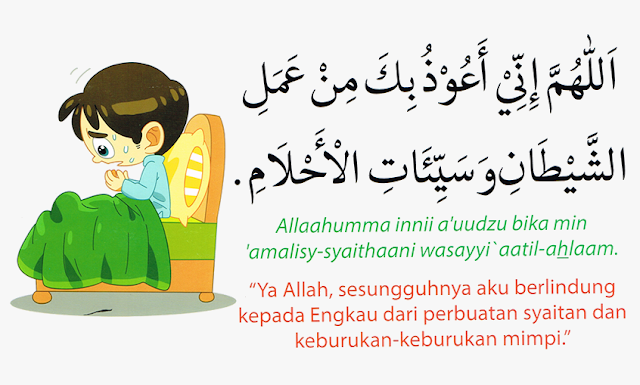 اَللّٰهُمَّ إِنِّيْ أَعُوْذُ بِكَ مِنْ عَمَلِ
الشَّيْطَانِ وَسَيِّئَاتِ الْأَحْلَامِ.
Allaahumma innii a'uudzu bika min
'amalisy-syaithaani wasayyi`aatil-ahlaam.
“Ya Allah, sesungguhnya aku berlindung
kepada Engkau dari perbuatan syaitan dan
keburukan-keburukan mimpi.”